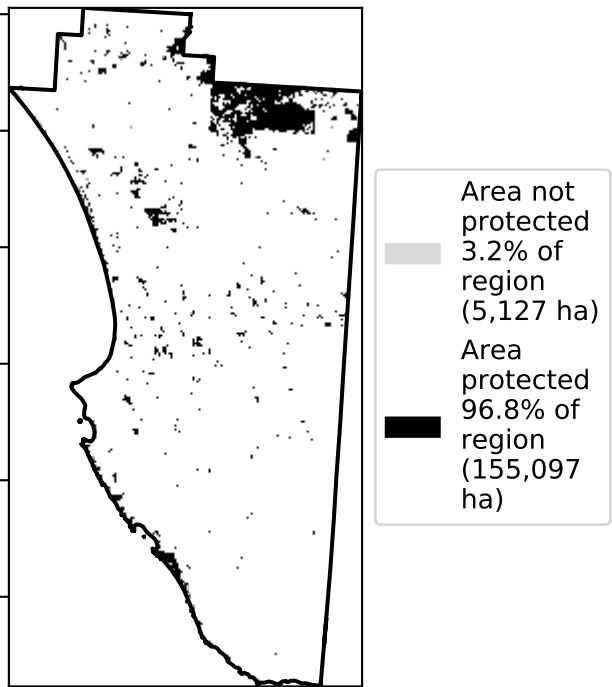 Area not
protected
3.2% of
region
(5,127 ha)
Area
protected
96.8% of
region
(155,097
ha)